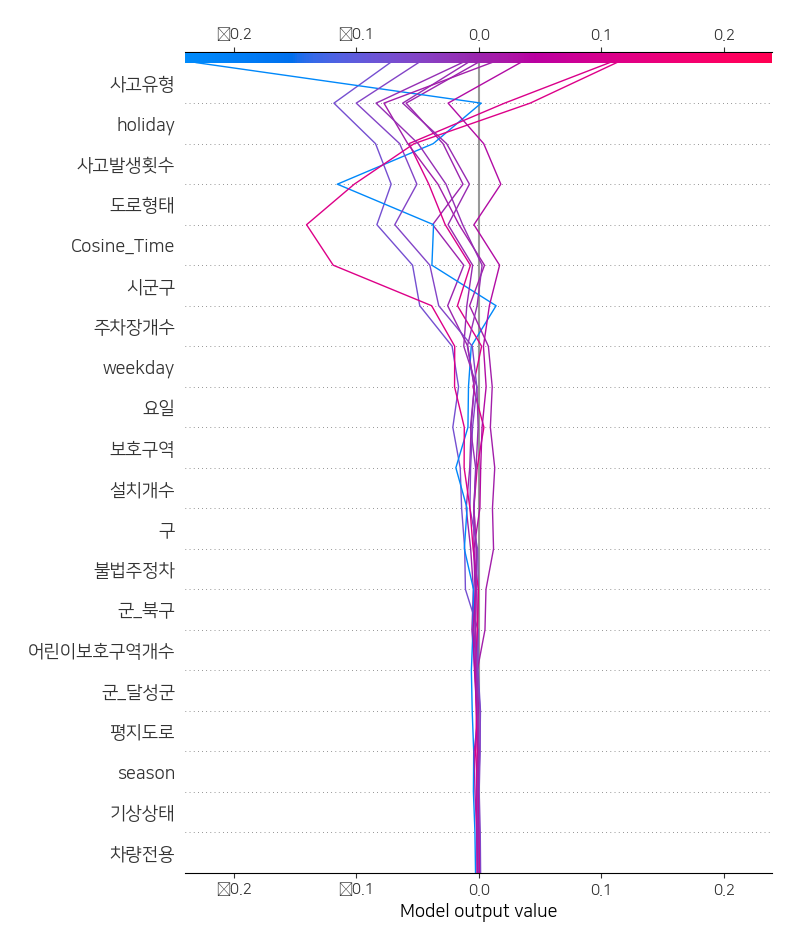 ▯0.2 ▯0.1 0.0 0.1 0.2
사고유형
holiday
사고발생횟수
도로형태
Cosine_Time
시군구
주차장개수
weekday
요일
보호구역
설치개수
구
불법주정차
군_북구
어린이보호구역개수
군_달성군
평지도로
season
기상상태
차량전용
▯0.2 ▯0.1 0.0 0.1 0.2
Model output value